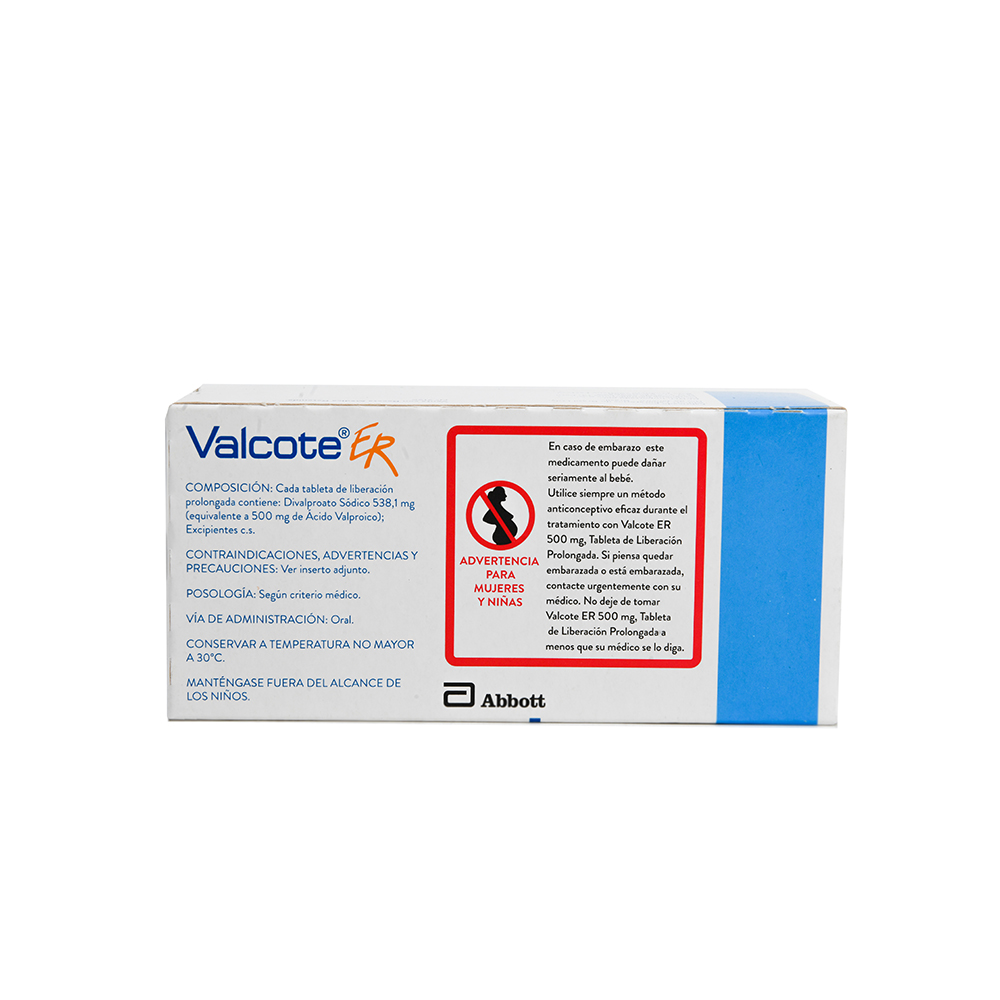 Valcote® ER
COMPOSICIÓN: Cada tableta de liberación
prolongada contiene: Divalproato Sódico 538,1 mg
(equivalente a 500 mg de Ácido Valproico);
Excipientes c.s.
CONTRAINDICACIONES, ADVERTENCIAS Y
PRECAUCIONES: Ver inserto adjunto.
POSOLOGÍA: Según criterio médico.
VÍA DE ADMINISTRACIÓN: Oral.
CONSERVAR A TEMPERATURA NO MAYOR
A 30°C.
MANTÉNGASE FUERA DEL ALCANCE DE
LOS NIÑOS.
ADVERTENCIA
PARA
MUJERES
Y NIÑAS
En caso de embarazo este
medicamento puede dañar
seriamente al bebé.
Utilice siempre un método
anticonceptivo eficaz durante el
tratamiento con Valcote ER
500 mg, Tableta de Liberación
Prolongada. Si piensa quedar
embarazada o está embarazada,
contacte urgentemente con su
médico. No deje de tomar
Valcote ER 500 mg, Tableta
de Liberación Prolongada a
menos que su médico se lo diga.
Abbott